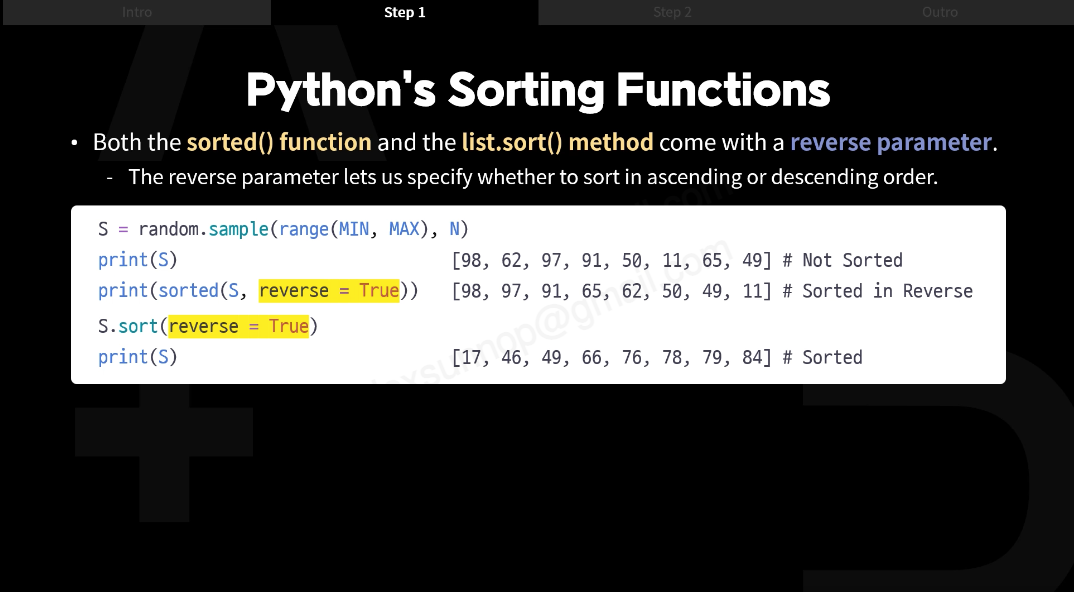 Intro
Step 1
Step 2
Outro
Python's Sorting Functions
• Both the sorted() function and the list.sort() method come with a reverse parameter.
- The reverse parameter lets us specify whether to sort in ascending or descending order.
S = random.sample(range(MIN, MAX), N)
print(S) [98, 62, 97, 91, 50, 11, 65, 49] # Not Sorted
print(sorted(S, reverse = True)) [98, 97, 91, 65, 62, 50, 49, 11] # Sorted in Reverse
S.sort(reverse = True)
print(S) [17, 46, 49, 66, 76, 78, 79, 84] # Sorted